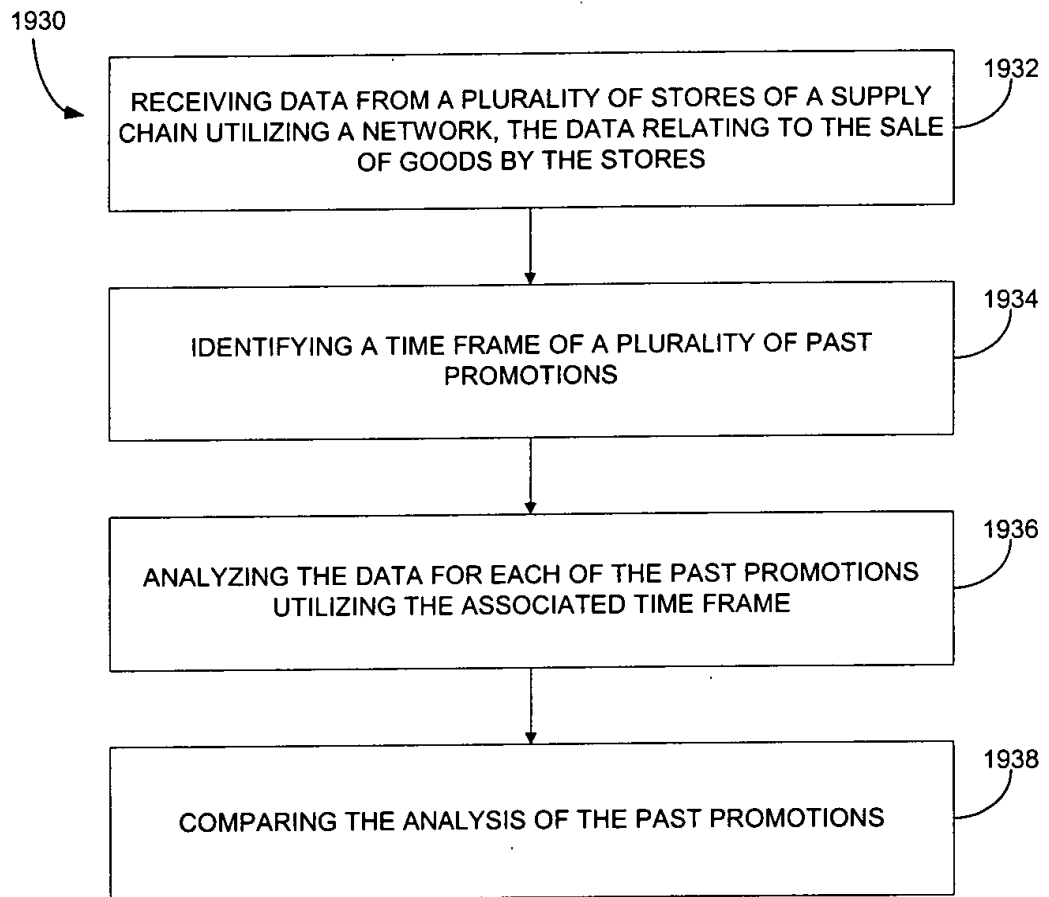 1930
1932
RECEIVING DATA FROM A PLURALITY OF STORES OF A SUPPLY
CHAIN UTILIZING A NETWORK, THE DATA RELATING TO THE SALE
OF GOODS BY THE STORES
1934
IDENTIFYING A TIME FRAME OF A PLURALITY OF PAST
PROMOTIONS
1936
ANALYZING THE DATA FOR EACH OF THE PAST PROMOTIONS
UTILIZING THE ASSOCIATED TIME FRAME
1938
COMPARING THE ANALYSIS OF THE PAST PROMOTIONS